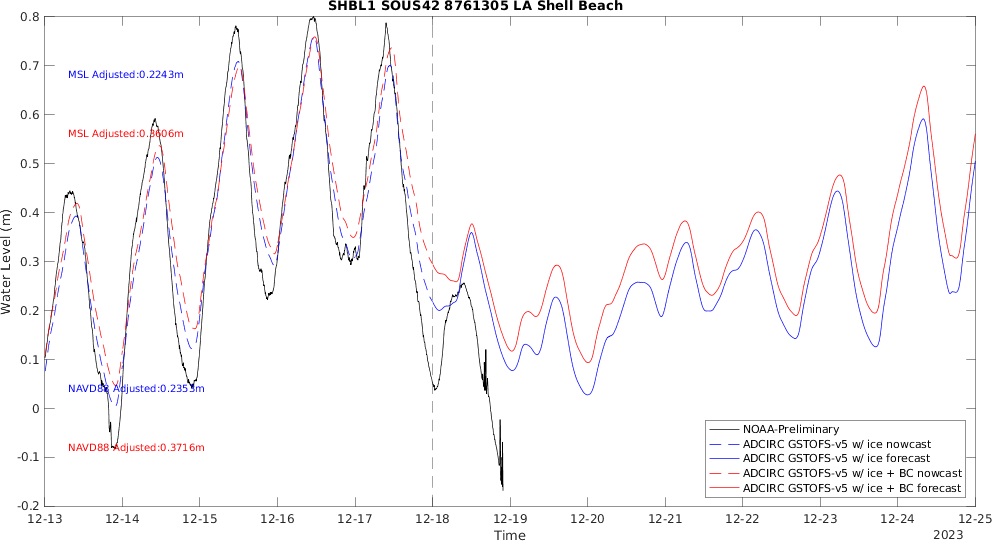 SHBL1 SOUS42 8761305 LA Shell Beach
0.8
0.7
0.6
0.5
0.4
0.3
0.2
0.1
0
-0.1
-0.2
Water Level (m)
MSL Adjusted:0.2243m
MSL Adjusted:0.3606m
NAVD88 Adjusted:0.2353m
NAVD88 Adjusted:0.3716m
NOAA-Preliminary
ADCIRC GSTOFS-v5 w/ ice nowcast
ADCIRC GSTOFS-v5 w/ ice forecast
ADCIRC GSTOFS-v5 w/ ice + BC nowcast
ADCIRC GSTOFS-v5 w/ ice + BC forecast
12-13 12-14 12-15 12-16 12-17 12-18 12-19 12-20 12-21 12-22 12-23 12-24 12-25
Time
2023